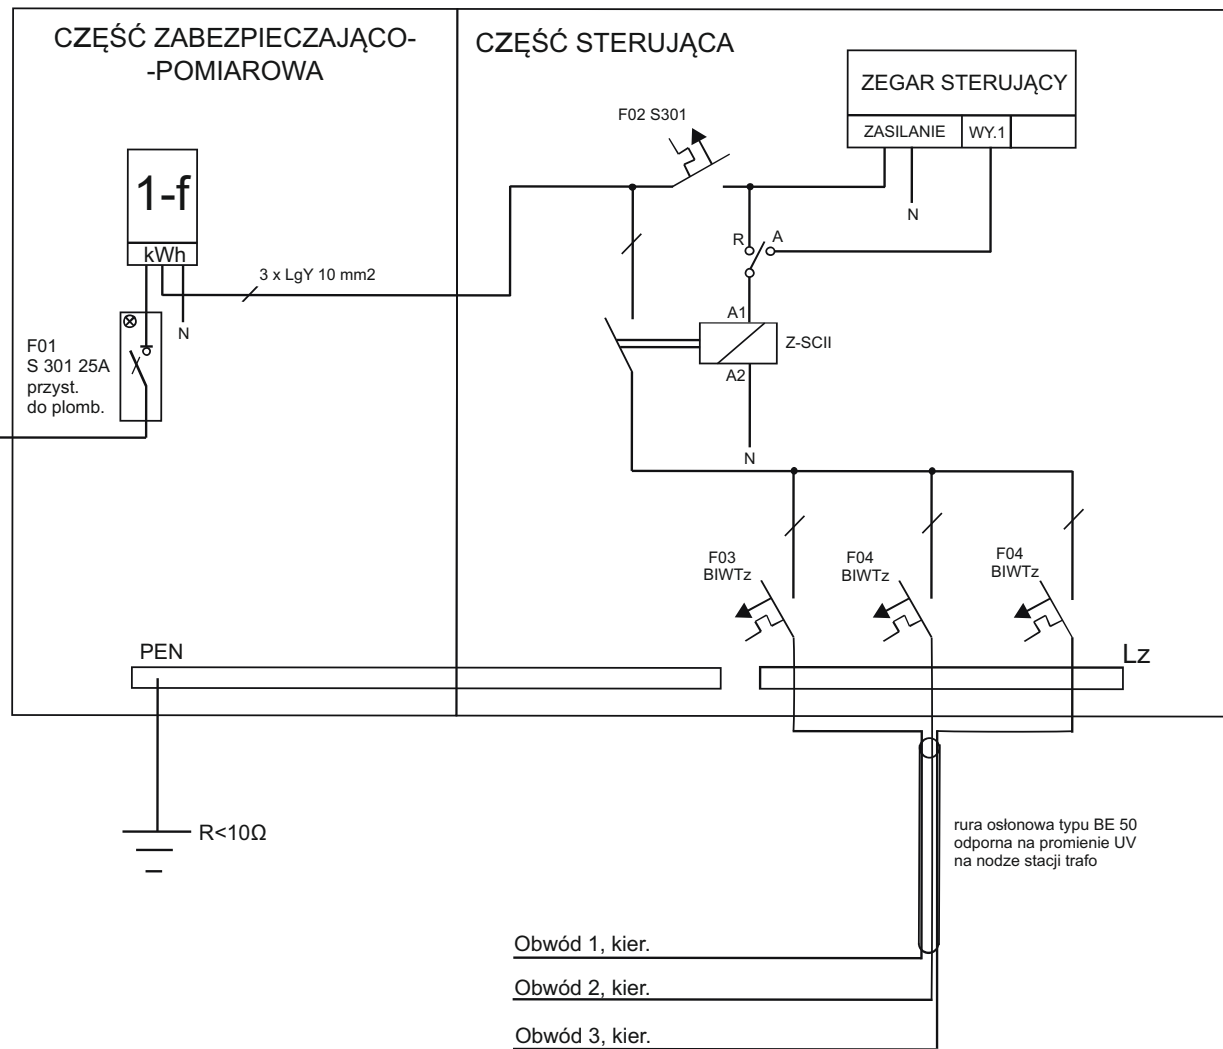 CZĘŚĆ ZABEZPIECZAJĄCO-
-POMIAROWA
CZĘŚĆ STERUJĄCA
ZEGAR STERUJĄCY
ZASILANIE
WY.1
N
F02 S301
1-f
kWh
N
3 x LgY 10 mm2
F01
S 301 25A
przyst.
do plomb.
R
A
A1
A2
Z-SCII
N
F03
BIWTz
F04
BIWTz
F04
BIWTz
PEN
Lz
R<10Ω
rura osłonowa typu BE 50
odporna na promienie UV
na nodze stacji trafo
Obwód 1, kier.
Obwód 2, kier.
Obwód 3, kier.